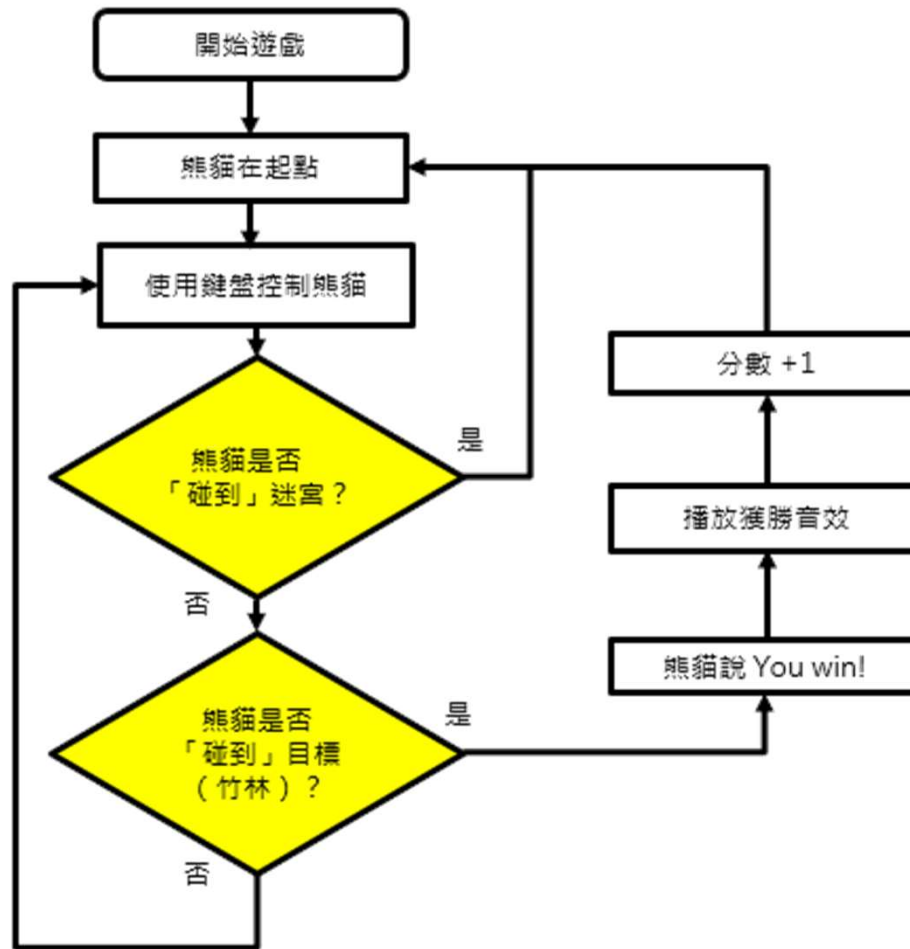 開始遊戲
熊貓在起點
使用鍵盤控制熊貓
熊貓是否
「碰到」迷宮？
是
否
熊貓是否
「碰到」目標
（竹林）？
是
否
熊貓說 You win!
播放獲勝音效
分數 +1